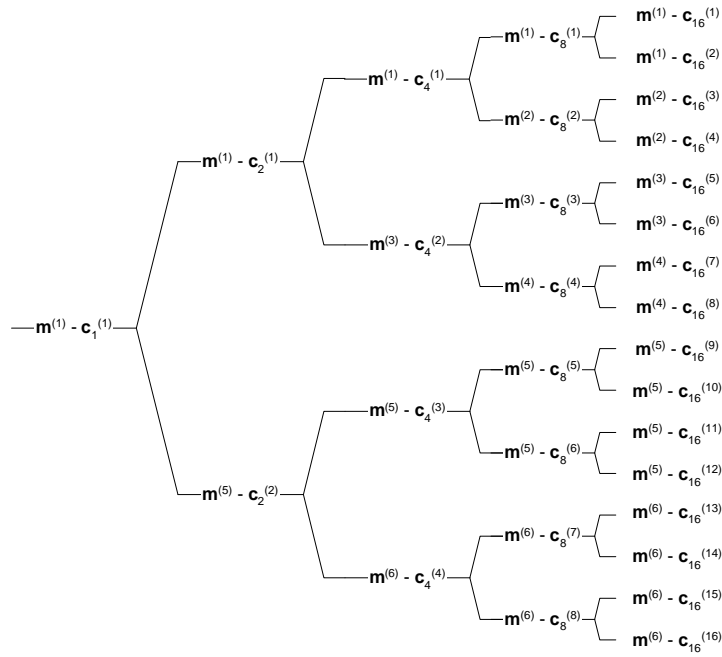 m(1) - c1(1)
m(1) - c2(1)
m(5) - c2(2)
m(1) - c4(1)
m(3) - c4(2)
m(5) - c4(3)
m(6) - c4(4)
m(1) - c8(1)
m(2) - c8(2)
m(3) - c8(3)
m(4) - c8(4)
m(5) - c8(5)
m(5) - c8(6)
m(6) - c8(7)
m(6) - c8(8)
m(1) - c16(1)
m(1) - c16(2)
m(2) - c16(3)
m(2) - c16(4)
m(3) - c16(5)
m(3) - c16(6)
m(4) - c16(7)
m(4) - c16(8)
m(5) - c16(9)
m(5) - c16(10)
m(5) - c16(11)
m(5) - c16(12)
m(6) - c16(13)
m(6) - c16(14)
m(6) - c16(15)
m(6) - c16(16)